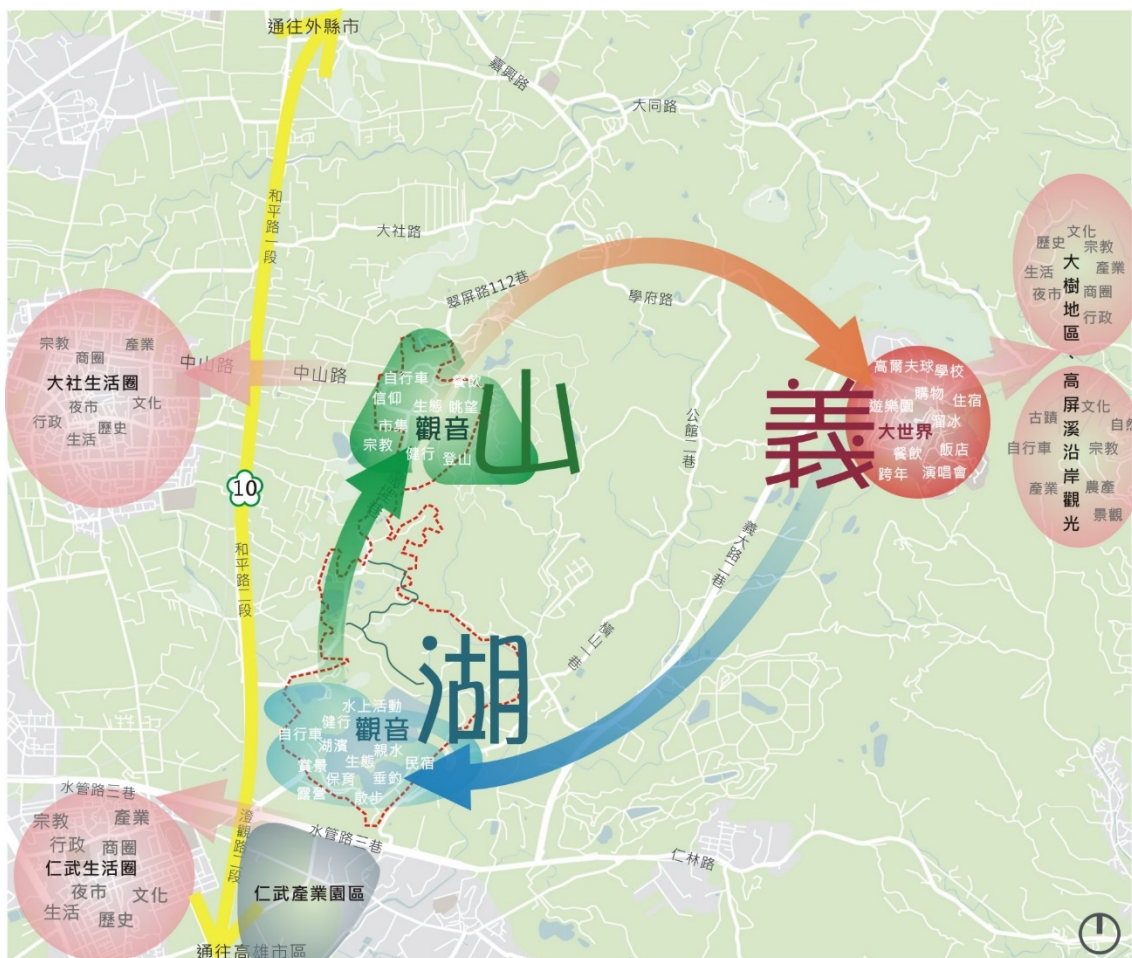 通往外縣市
嘉興路
大同路
和平路一段
大社路
翠屏路112巷
學府路
文化
歷史
宗教
生活
產業
夜市
商圈
行政
大樹地區、高屏溪沿岸觀光
古蹟
文化
自然
自行車
宗教
產業
農產
景觀
宗教
產業
商圈
大社生活圈
夜市
文化
行政
歷史
生活
中山路
中山路
自行車
餐飲
信仰
生態
眺望
市集
觀音山
宗教
健行
登山
義
高爾夫球
學校
購物
遊樂園
住宿
溜冰
大世界
餐飲
飯店
跨年
演唱會
公館二巷
10
和平路二段
義大路二巷
橫山一巷
水上活動
健行
觀音湖
自行車
湖濱
親水
生態
民宿
賞景
保育
垂釣
露營
散步
水管路三巷
澄觀路二段
水管路三巷
仁林路
宗教
產業
行政
商圈
仁武生活圈
夜市
文化
生活
歷史
仁武產業園區
通往高雄市區